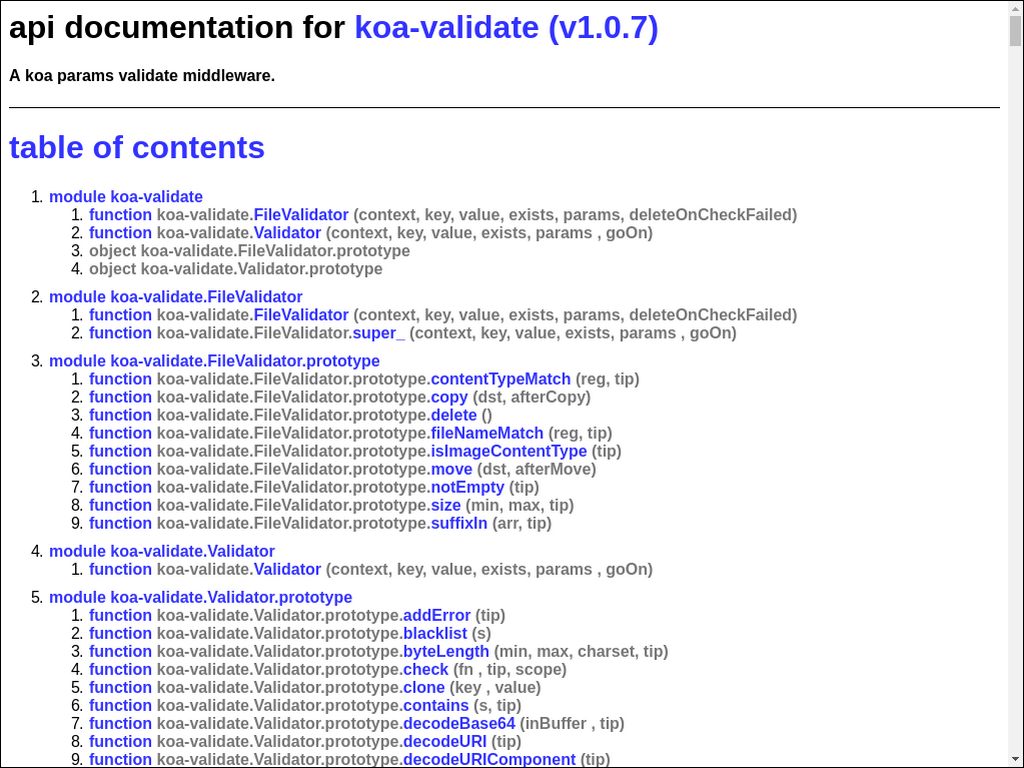 api documentation for koa-validate (v1.0.7)
A koa params validate middleware.
table of contents
1. module koa-validate
1. function koa-validate.FileValidator (context, key, value, exists, params, deleteOnCheckFailed)
2. function koa-validate.Validator (context, key, value, exists, params , goOn)
3. object koa-validate.FileValidator.prototype
4. object koa-validate.Validator.prototype
2. module koa-validate.FileValidator
1. function koa-validate.FileValidator (context, key, value, exists, params, deleteOnCheckFailed)
2. function koa-validate.FileValidator.super_ (context, key, value, exists, params , goOn)
3. module koa-validate.FileValidator.prototype
1. function koa-validate.FileValidator.prototype.contentTypeMatch (reg, tip)
2. function koa-validate.FileValidator.prototype.copy (dst, afterCopy)
3. function koa-validate.FileValidator.prototype.delete ()
4. function koa-validate.FileValidator.prototype.fileNameMatch (reg, tip)
5. function koa-validate.FileValidator.prototype.isImageContentType (tip)
6. function koa-validate.FileValidator.prototype.move (dst, afterMove)
7. function koa-validate.FileValidator.prototype.notEmpty (tip)
8. function koa-validate.FileValidator.prototype.size (min, max, tip)
9. function koa-validate.FileValidator.prototype.suffixIn (arr, tip)
4. module koa-validate.Validator
1. function koa-validate.Validator (context, key, value, exists, params , goOn)
5. module koa-validate.Validator.prototype
1. function koa-validate.Validator.prototype.addError (tip)
2. function koa-validate.Validator.prototype.blacklist (s)
3. function koa-validate.Validator.prototype.byteLength (min, max, charset, tip)
4. function koa-validate.Validator.prototype.check (fn , tip, scope)
5. function koa-validate.Validator.prototype.clone (key , value)
6. function koa-validate.Validator.prototype.contains (s, tip)
7. function koa-validate.Validator.prototype.decodeBase64 (inBuffer , tip)
8. function koa-validate.Validator.prototype.decodeURI (tip)
9. function koa-validate.Validator.prototype.decodeURIComponent (tip)